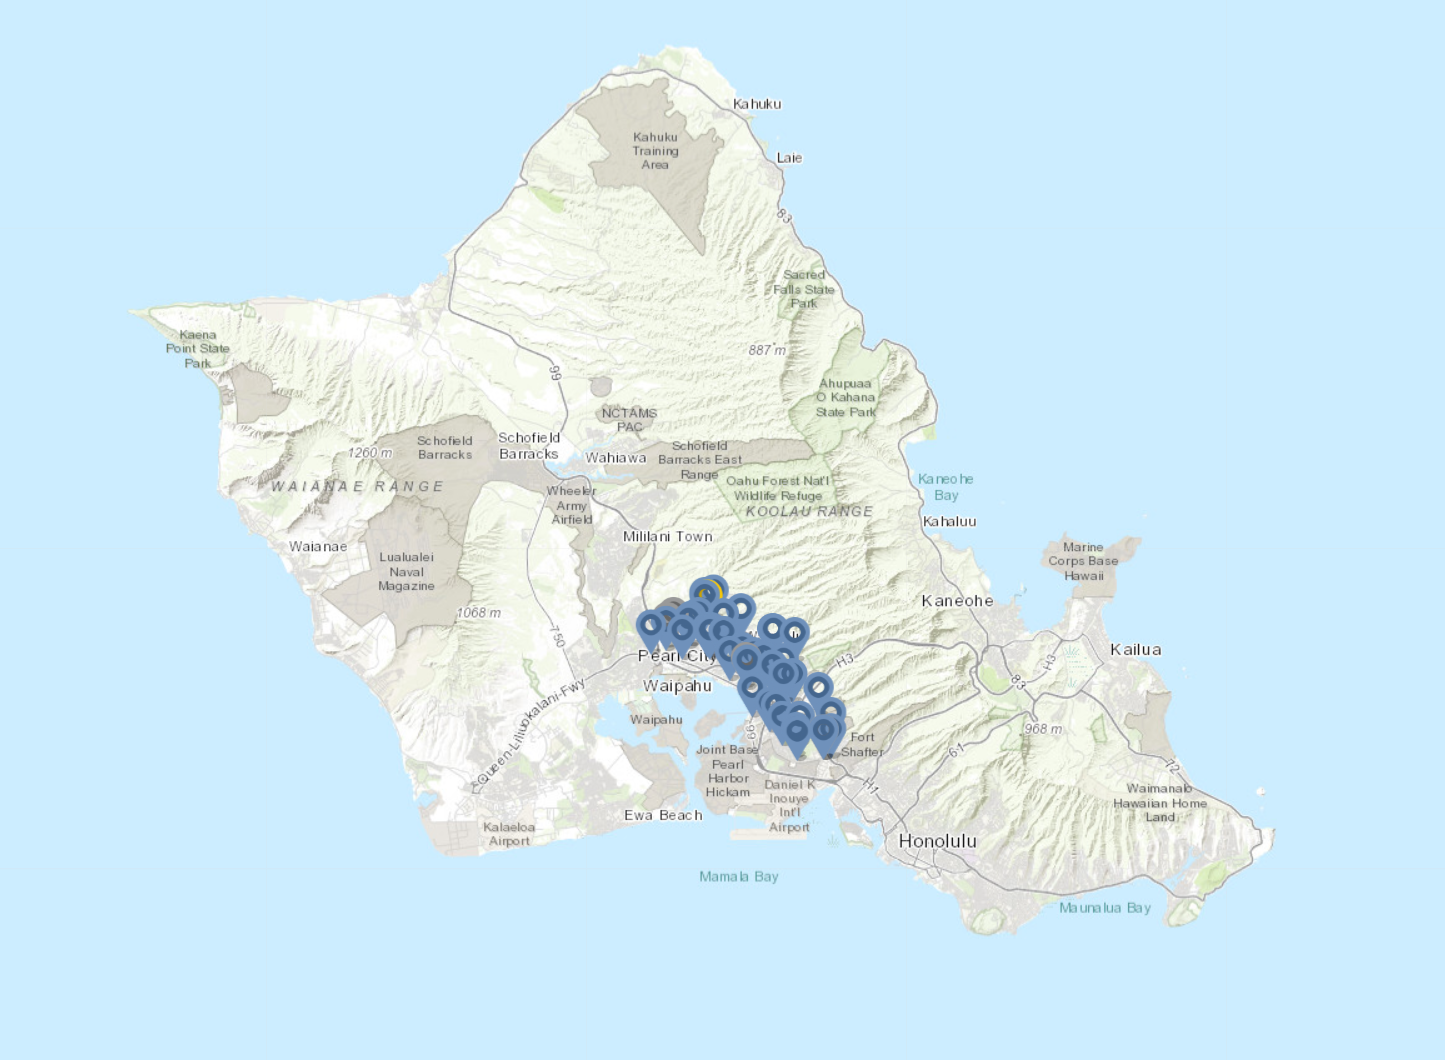 Kahuku
Kahuku
Training
Area
Laie
83
Sacred
Falls State
Park
Kaena
Point State
Park
887 m
99
Ahupuaa
O Kahana
State Park
NCTAMS
PAC
Schofield
Barracks
Schofield
Barracks
1260 m
Wahiawa
Schofield
Barracks East
Range
WAIANAE RANGE
Wheeler
Army
Airfield
Oahu Forest Nat'l
Wildlife Refuge
KOOLAU RANGE
Kaneohe
Bay
Kahaluu
Mililani Town
Waianae
Lualualei
Naval
Magazine
Marine
Corps Base
Hawaii
1068 m
Kaneohe
750
Pearl City
H3
H3
Kailua
Waipahu
83
Queen-Liliuokalani-Fwy
Waipahu
99
Fort
Shafter
968 m
61
72
Joint Base
Pearl
Harbor
Hickam
Daniel K
Inouye
Int'l
Airport
H1
Waimanalo
Hawaiian Home
Land
Ewa Beach
Kalaeloa
Airport
Honolulu
Mamala Bay
Maunalua Bay